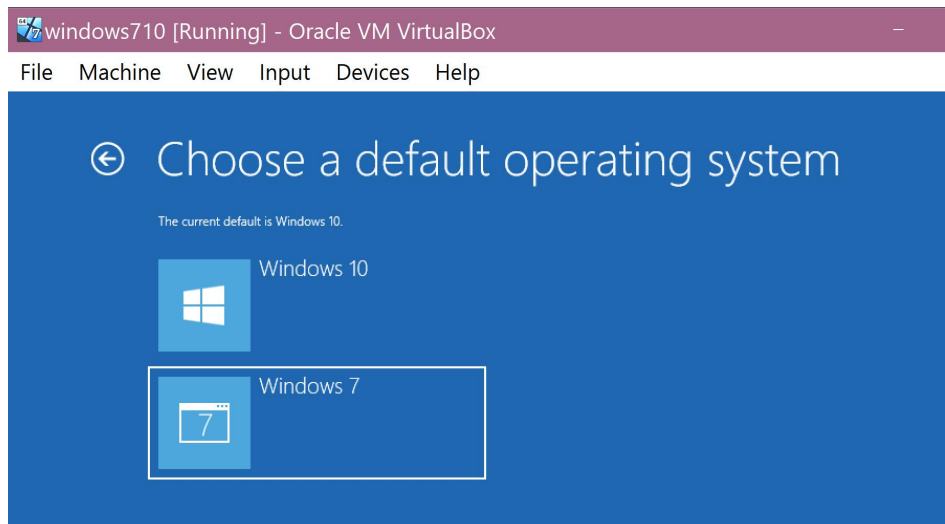 windows710 [Running] - Oracle VM VirtualBox
File Machine View Input Devices Help
Choose a default operating system
The current default is Windows 10.
Windows 10
7
Windows 7